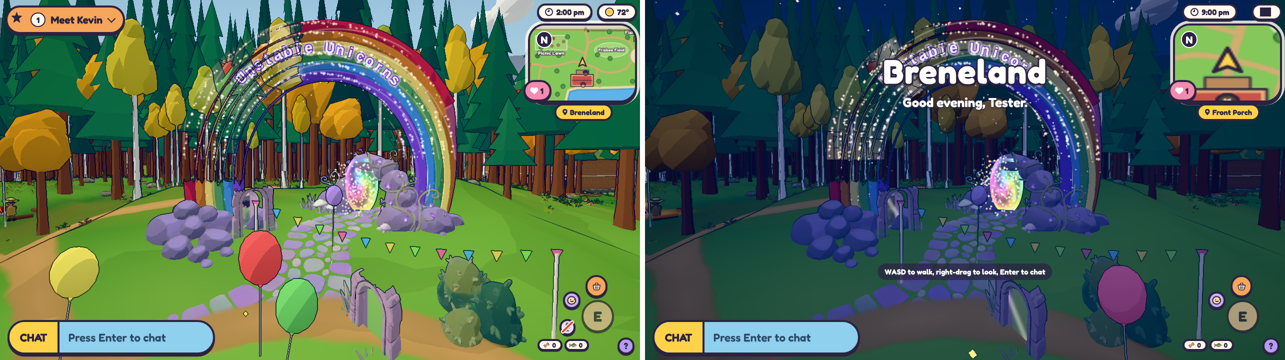 1 Meet Kevin
2:00 pm
72°
Unstable Unicorns
N
Picnic Lawn
Frisbee Field
1
Breneland
E
0
0
CHAT
Press Enter to chat
?
9:00 pm
Breneland
Good evening, Tester.
N
1
Front Porch
WASD to walk, right-drag to look, Enter to chat
E
0
0
CHAT
Press Enter to chat
?